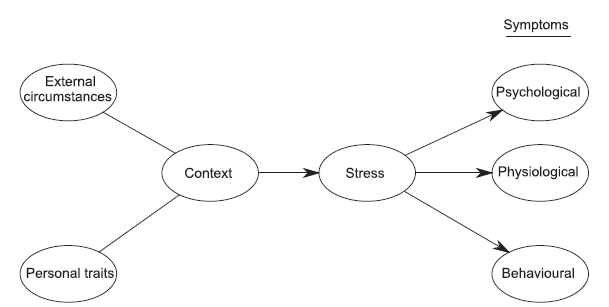 Symptoms
External
circumstances
Psychological
Context
Stress
Physiological
Personal traits
Behavioural